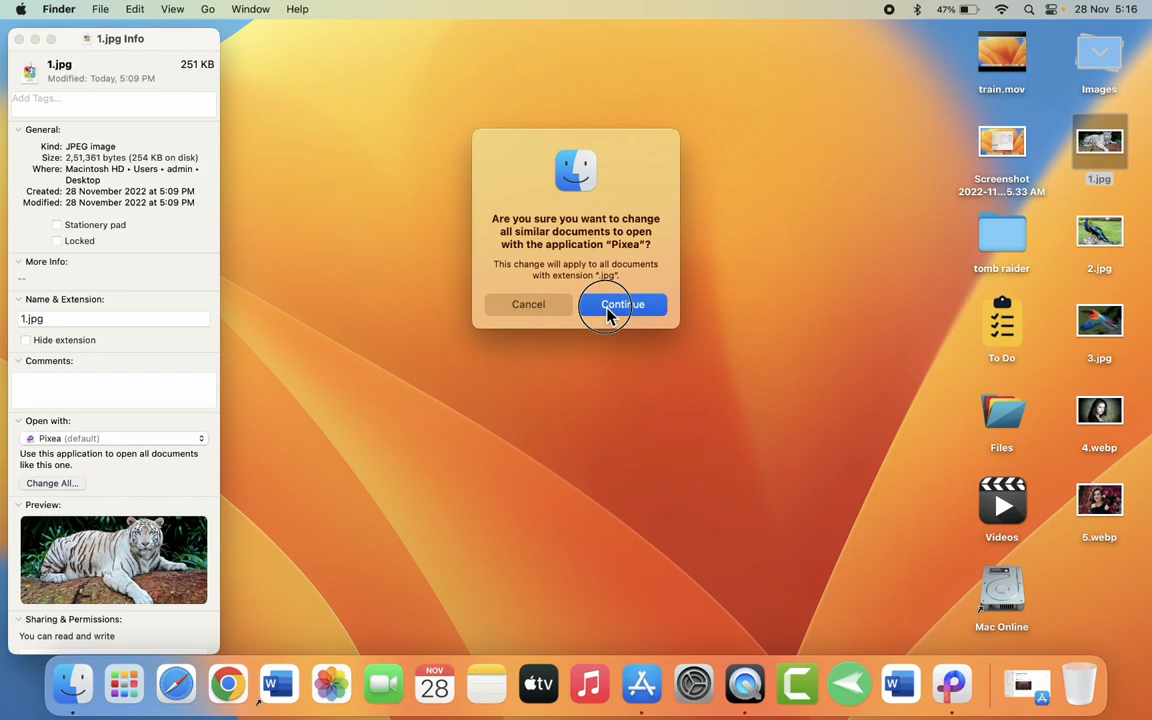 Finder File Edit View Go Window Help
47%
28 Nov 5:16
1.jpg Info
1.jpg
251 KB
Modified: Today, 5:09 PM
Add Tags...
General:
Kind: JPEG image
Size: 2,51,361 bytes (254 KB on disk)
Where: Macintosh HD ▸ Users ▸ admin ▸
Desktop
Created: 28 November 2022 at 5:09 PM
Modified: 28 November 2022 at 5:09 PM
Stationery pad
Locked
More Info:
--
Name & Extension:
1.jpg
Hide extension
Comments:
Open with:
Pixea (default)
Use this application to open all documents
like this one.
Change All...
Preview:
Sharing & Permissions:
You can read and write
Are you sure you want to change
all similar documents to open
with the application “Pixea”?
This change will apply to all documents
with extension “.jpg”.
Cancel
Continue
train.mov
Images
Screenshot
2022-11...5.33 AM
1.jpg
tomb raider
2.jpg
To Do
3.jpg
Files
4.webp
Videos
5.webp
Mac Online
W
NOV
28
tv
C
W